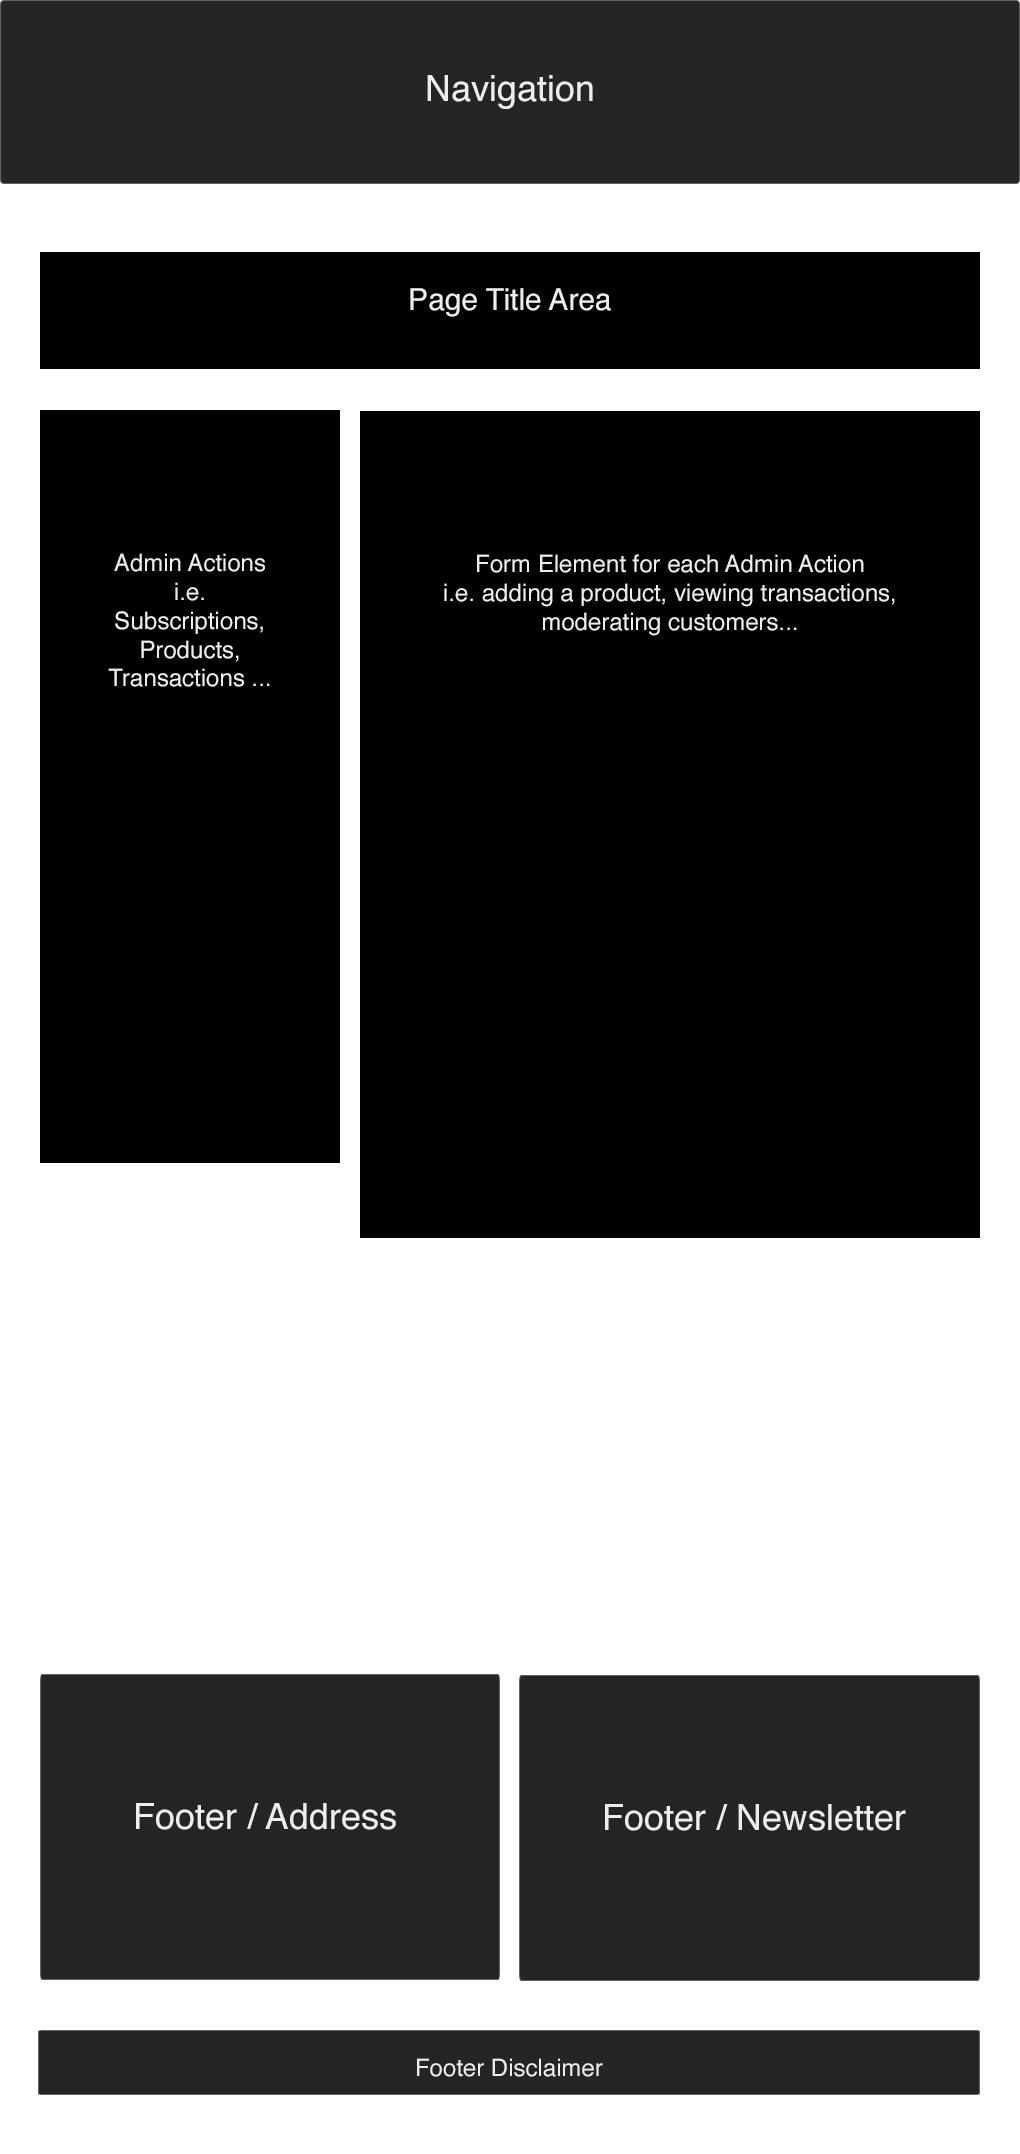 Navigation
Page Title Area
Admin Actions
i.e.
Subscriptions,
Products,
Transactions ...
Form Element for each Admin Action
i.e. adding a product, viewing transactions,
moderating customers...
Footer / Address
Footer / Newsletter
Footer Disclaimer